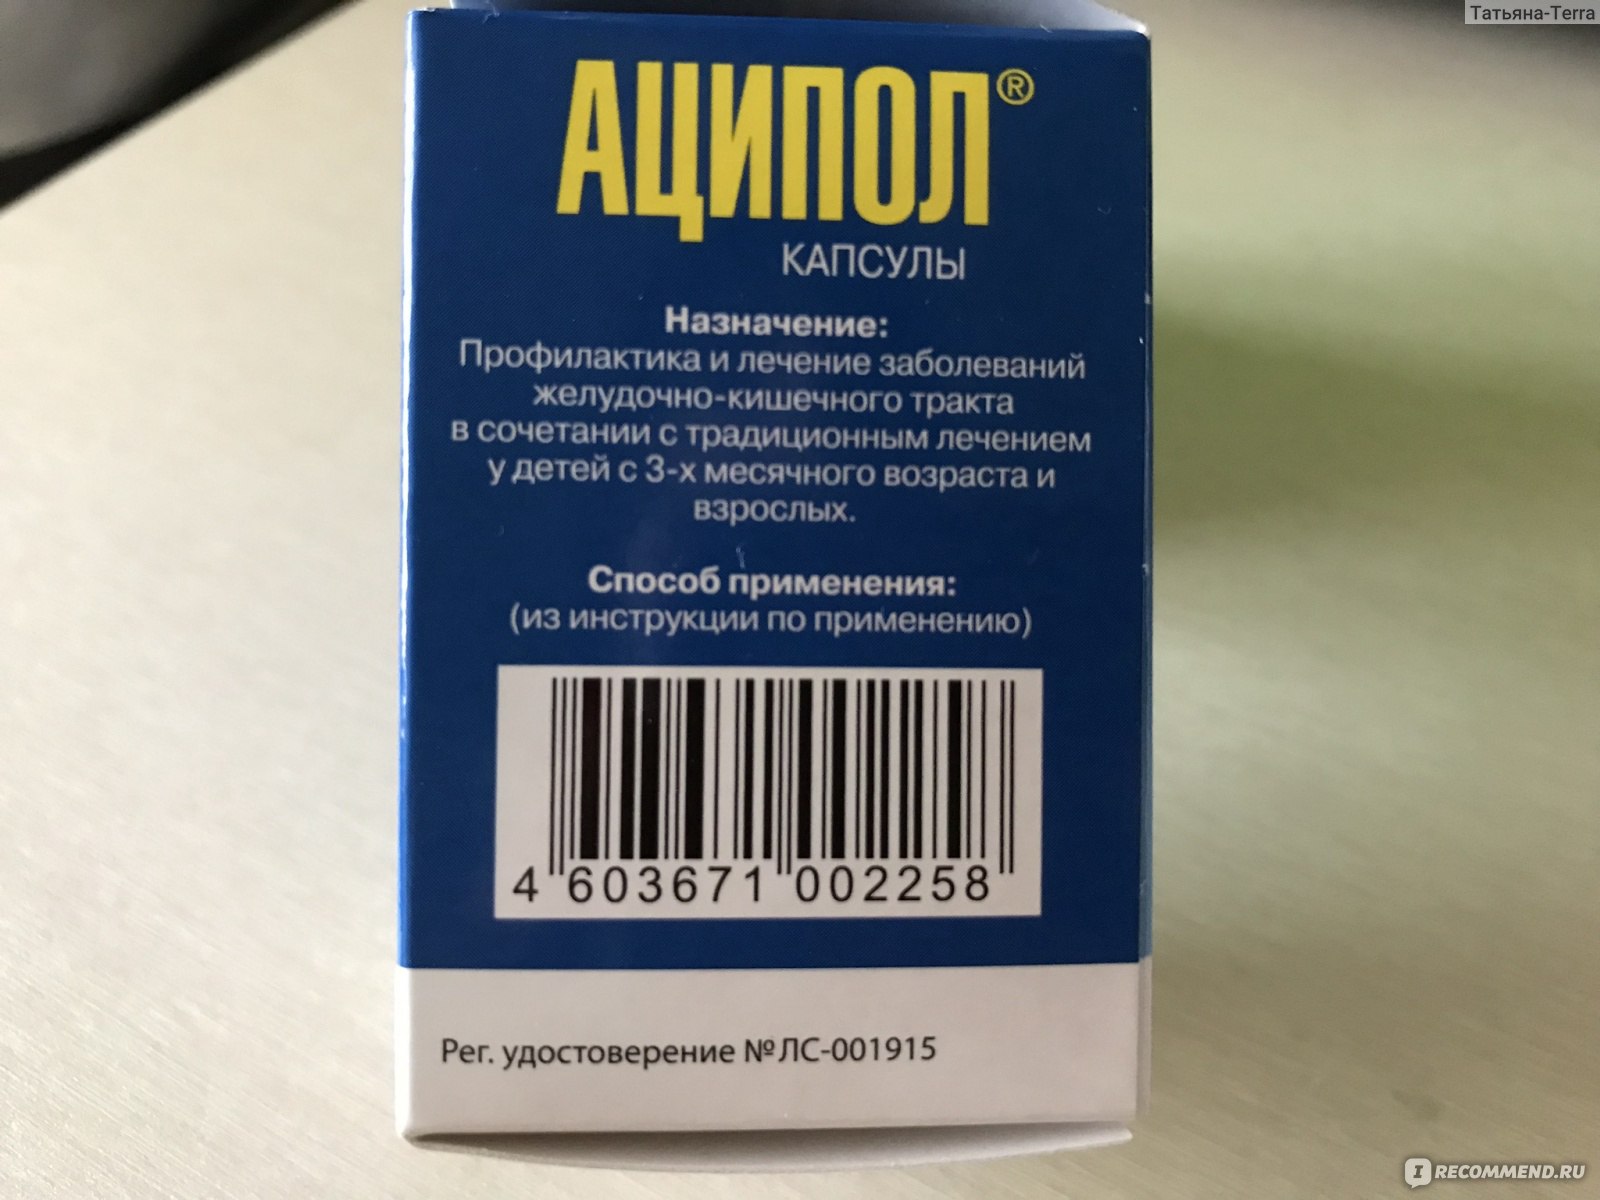 Татьяна-Terra
АЦИПОЛ®
КАПСУЛЫ
Назначение:
Профилактика и лечение заболеваний
желудочно-кишечного тракта
в сочетании с традиционным лечением
у детей с 3-х месячного возраста и
взрослых.
Способ применения:
(из инструкции по применению)
4 603671 002258
Рег. удостоверение №ЛС-001915
IRECOMMEND.RU